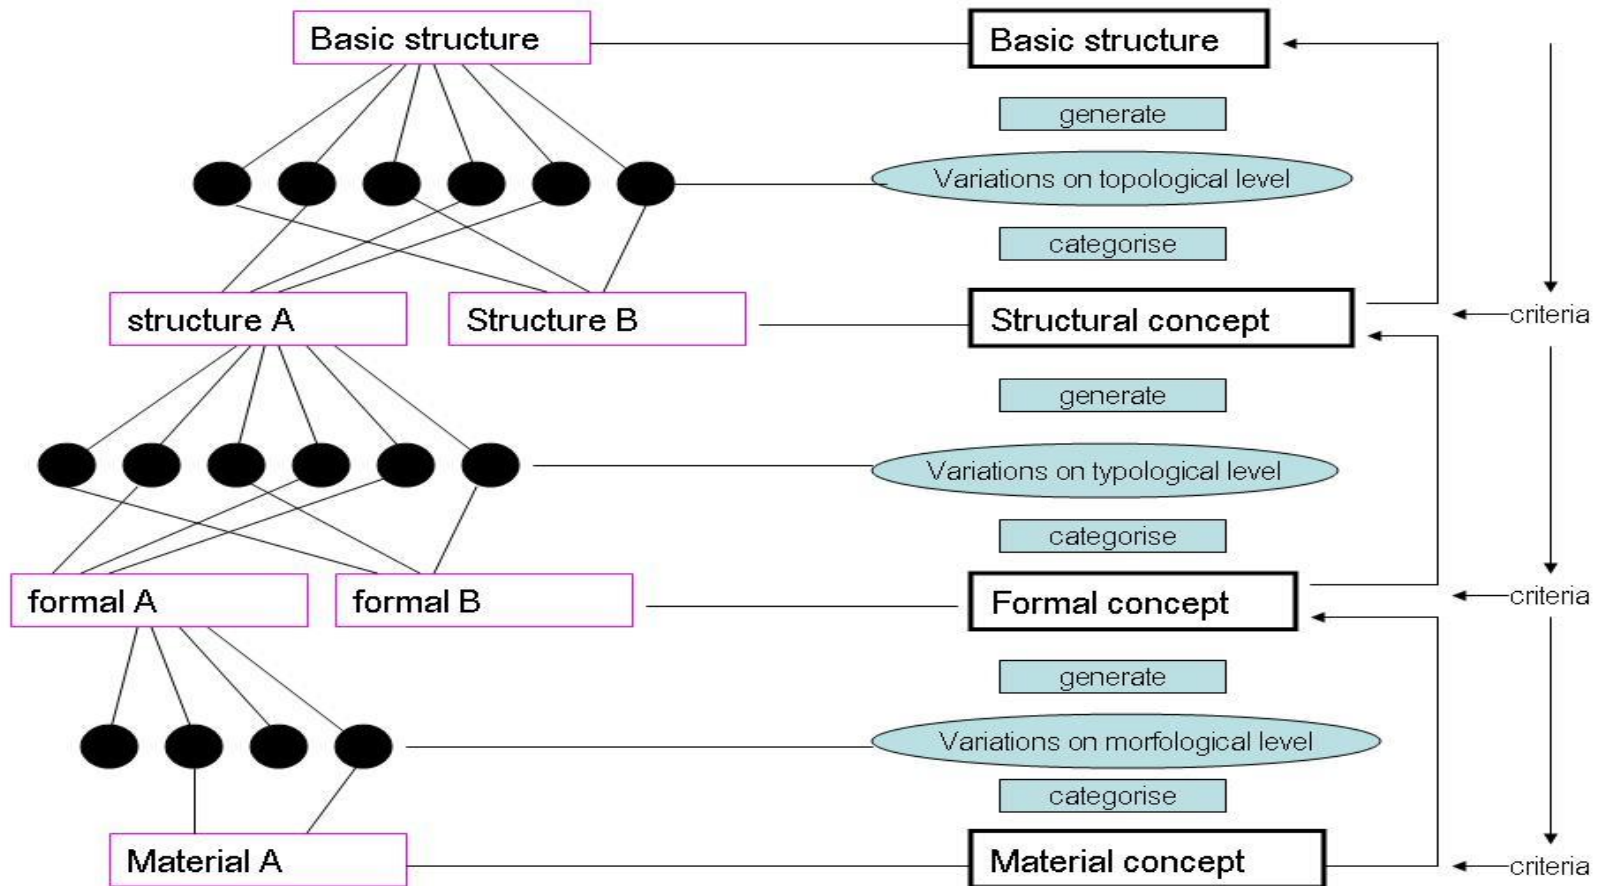 Basic structure
Basic structure
generate
Variations on topological level
categorise
structure A
Structure B
Structural concept
criteria
generate
Variations on typological level
categorise
formal A
formal B
Formal concept
criteria
generate
Variations on morfological level
categorise
Material A
Material concept
criteria